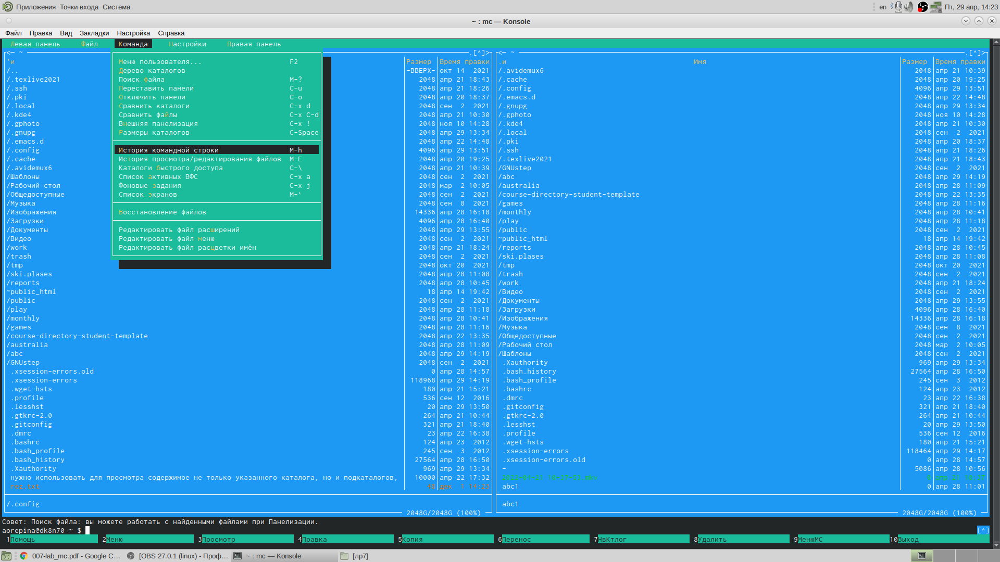 Приложения Точки входа Система
en Пт, 29 апр, 14:23
~ : mc — Konsole
Файл Правка Вид Закладки Настройка Справка
Левая панель Файл Команда Настройки Правая панель
<─ ~ .[^]>
'и Размер Время правки
/.. -ВВЕРХ- окт 14 2021
/.texlive2021 2048 апр 21 18:43
/.ssh 2048 апр 21 18:26
/.pki 2048 апр 20 18:37
/.local 2048 сен 2 2021
/.kde4 2048 апр 21 10:30
/.gphoto 2048 ноя 10 14:28
/.gnupg 2048 апр 29 13:34
/.emacs.d 2048 апр 22 14:48
/.config 4096 апр 29 13:51
/.cache 2048 апр 20 19:25
/.avidemux6 2048 апр 21 10:39
/Шаблоны 2048 сен 2 2021
/Рабочий стол 2048 мар 2 10:05
/Общедоступные 2048 сен 2 2021
/Музыка 2048 сен 8 2021
/Изображения 14336 апр 28 16:18
/Загрузки 4096 апр 28 16:40
/Документы 2048 апр 29 13:55
/Видео 2048 сен 2 2021
/work 2048 апр 21 18:24
/trash 2048 сен 2 2021
/tmp 2048 окт 20 2021
/ski.plases 2048 апр 28 11:08
/reports 2048 апр 28 10:45
~public_html 18 апр 14 19:42
/public 2048 сен 2 2021
/play 2048 апр 28 11:18
/monthly 2048 апр 28 10:41
/games 2048 апр 28 11:16
/course-directory-student-template 2048 апр 22 13:35
/australia 2048 апр 28 11:09
/abc 2048 апр 29 14:19
/GNUstep 2048 сен 2 2021
.xsession-errors.old 0 апр 28 14:57
.xsession-errors 118968 апр 29 14:19
.wget-hsts 180 апр 21 15:21
.profile 536 сен 12 2016
.lesshst 20 апр 29 13:50
.gtkrc-2.0 264 апр 21 10:44
.gitconfig 321 апр 21 18:40
.dmrc 23 апр 22 16:38
.bashrc 124 апр 23 2012
.bash_profile 245 сен 3 2012
.bash_history 27564 апр 28 16:50
.Xauthority 969 апр 29 13:34
нужно использовать для просмотра содержимое не только указанного каталога, но и подкаталогов, 10000 апр 22 17:32
rez.txt 48 дек 1 14:23
/.config
2048G/2048G (100%)
Меню пользователя... F2
Дерево каталогов
Поиск файла M-?
Переставить панели C-u
Отключить панели C-o
Сравнить каталоги C-x d
Сравнить файлы C-x C-d
Внешняя панелизация C-x !
Размеры каталогов C-Space
История командной строки M-h
История просмотра/редактирования файлов M-E
Каталоги быстрого доступа C-\
Список активных ВФС C-x a
Фоновые задания C-x j
Список экранов M-`
Восстановление файлов
Редактировать файл расширений
Редактировать файл меню
Редактировать файл расцветки имён
<─ ~ .[^]>
.и Имя Размер Время правки
/.avidemux6 2048 апр 21 10:39
/.cache 2048 апр 20 19:25
/.config 4096 апр 29 13:51
/.emacs.d 2048 апр 22 14:48
/.gnupg 2048 апр 29 13:34
/.gphoto 2048 ноя 10 14:28
/.kde4 2048 апр 21 10:30
/.local 2048 сен 2 2021
/.pki 2048 апр 20 18:37
/.ssh 2048 апр 21 18:26
/.texlive2021 2048 апр 21 18:43
/GNUstep 2048 сен 2 2021
/abc 2048 апр 29 14:19
/australia 2048 апр 28 11:09
/course-directory-student-template 2048 апр 22 13:35
/games 2048 апр 28 11:16
/monthly 2048 апр 28 10:41
/play 2048 апр 28 11:18
/public 2048 сен 2 2021
~public_html 18 апр 14 19:42
/reports 2048 апр 28 10:45
/ski.plases 2048 апр 28 11:08
/tmp 2048 окт 20 2021
/trash 2048 сен 2 2021
/work 2048 апр 21 18:24
/Видео 2048 сен 2 2021
/Документы 2048 апр 29 13:55
/Загрузки 4096 апр 28 16:40
/Изображения 14336 апр 28 16:18
/Музыка 2048 сен 8 2021
/Общедоступные 2048 сен 2 2021
/Рабочий стол 2048 мар 2 10:05
/Шаблоны 2048 сен 2 2021
.Xauthority 969 апр 29 13:34
.bash_history 27564 апр 28 16:50
.bash_profile 245 сен 3 2012
.bashrc 124 апр 23 2012
.dmrc 23 апр 22 16:38
.gitconfig 321 апр 21 18:40
.gtkrc-2.0 264 апр 21 10:44
.lesshst 20 апр 29 13:50
.profile 536 сен 12 2016
.wget-hsts 180 апр 21 15:21
.xsession-errors 118464 апр 29 14:17
.xsession-errors.old 0 апр 28 14:57
- 5086 апр 28 10:56
abc1 0 апр 28 11:01
abc1
2048G/2048G (100%)
Совет: Поиск файла: вы можете работать с найденными файлами при Панелизации.
aorepina@dk8n70 ~ $
[^]
1Помощь 2Меню 3Просмотр 4Правка 5Копия 6Перенос 7НвКтлог 8Удалить 9МенюMC 10Выход
007-lab_mc.pdf - Google C... [OBS 27.0.1 (linux) - Проф... ~ : mc — Konsole [лр7]